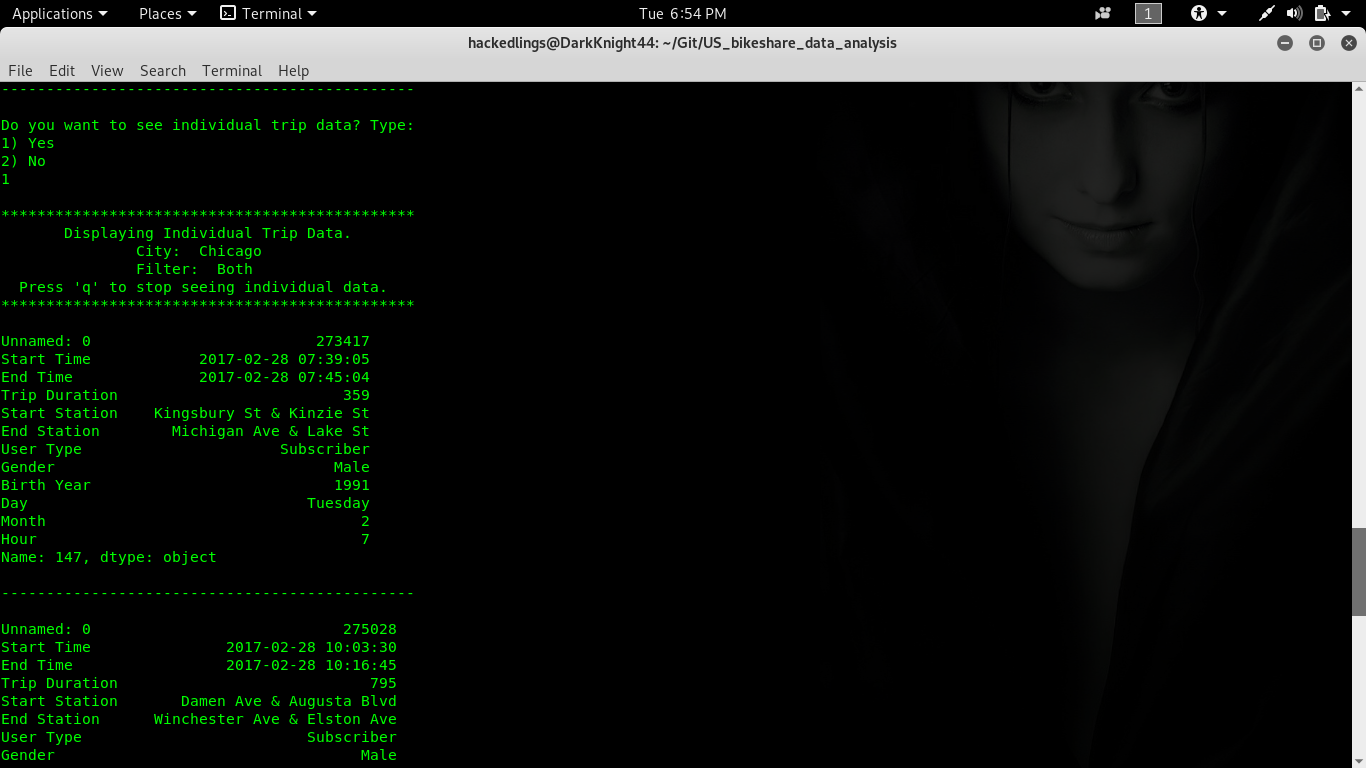 Applications Places Terminal Tue 6:54 PM 1
hackedlings@DarkKnight44: ~/Git/US_bikeshare_data_analysis
File Edit View Search Terminal Help
----------------------------------------------
Do you want to see individual trip data? Type:
1) Yes
2) No
1
**********************************************
Displaying Individual Trip Data.
City:  Chicago
Filter:  Both
Press 'q' to stop seeing individual data.
**********************************************
Unnamed: 0                         273417
Start Time            2017-02-28 07:39:05
End Time              2017-02-28 07:45:04
Trip Duration                         359
Start Station    Kingsbury St & Kinzie St
End Station        Michigan Ave & Lake St
User Type                      Subscriber
Gender                               Male
Birth Year                           1991
Day                               Tuesday
Month                                   2
Hour                                    7
Name: 147, dtype: object
----------------------------------------------
Unnamed: 0                            275028
Start Time               2017-02-28 10:03:30
End Time                 2017-02-28 10:16:45
Trip Duration                            795
Start Station       Damen Ave & Augusta Blvd
End Station      Winchester Ave & Elston Ave
User Type                         Subscriber
Gender                                  Male